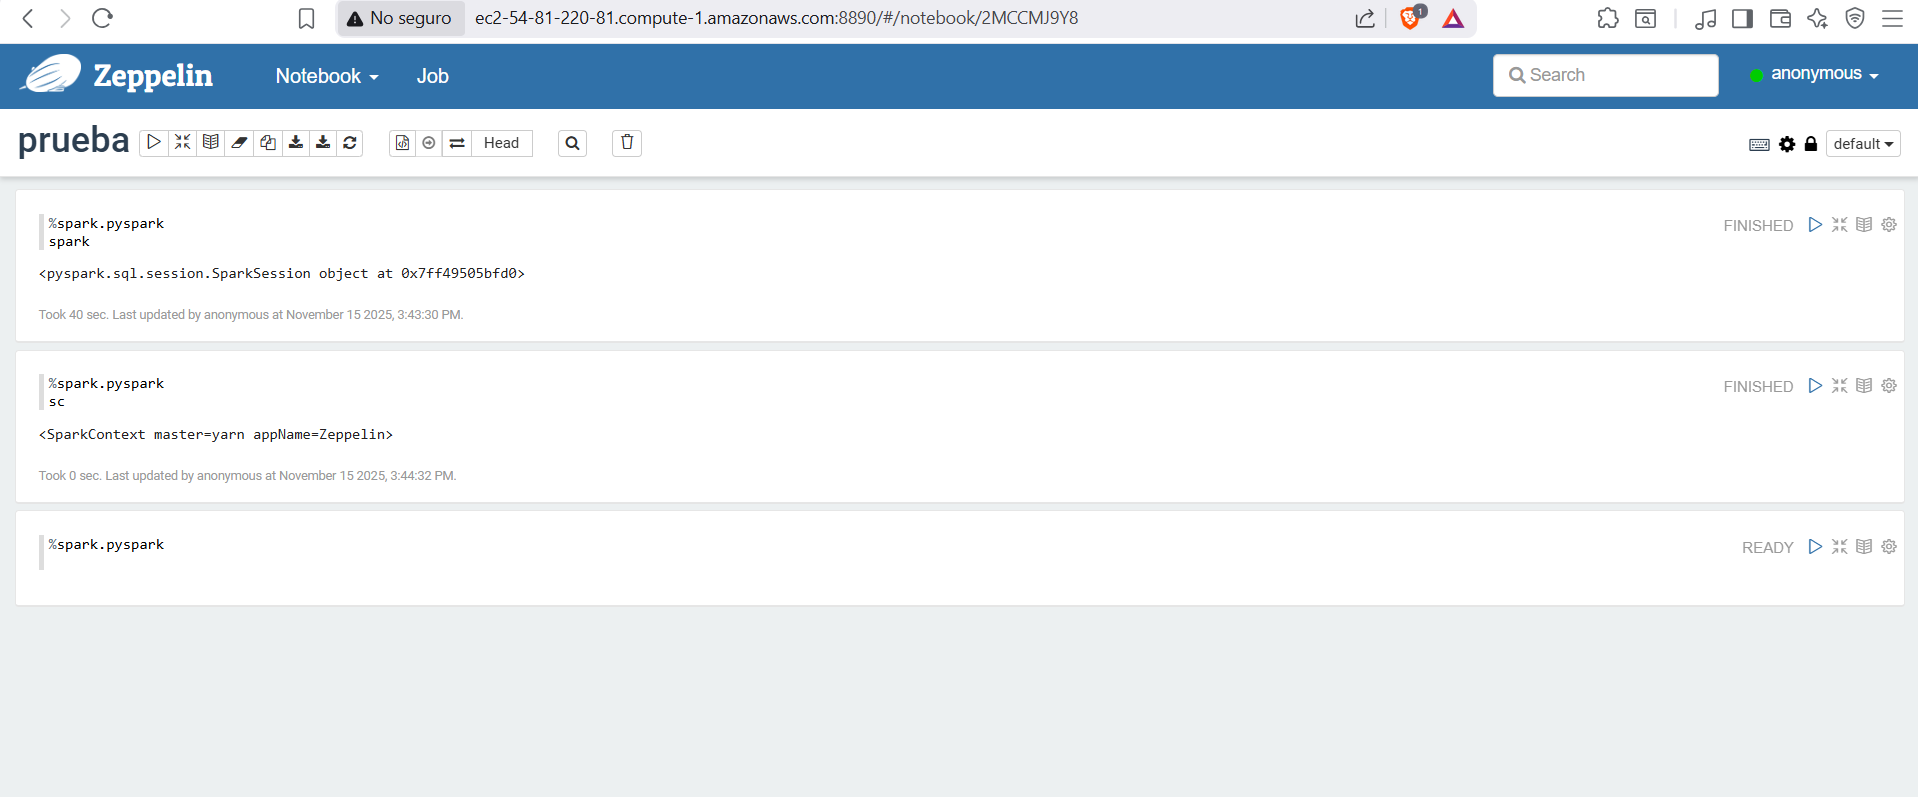 No seguro
ec2-54-81-220-81.compute-1.amazonaws.com:8890/#/notebook/2MCCMJ9Y8
1
Zeppelin
Notebook
Job
Search
anonymous
prueba
Head
default
%spark.pyspark
FINISHED
spark
<pyspark.sql.session.SparkSession object at 0x7ff49505bfd0>
Took 40 sec. Last updated by anonymous at November 15 2025, 3:43:30 PM.
%spark.pyspark
FINISHED
sc
<SparkContext master=yarn appName=Zeppelin>
Took 0 sec. Last updated by anonymous at November 15 2025, 3:44:32 PM.
%spark.pyspark
READY